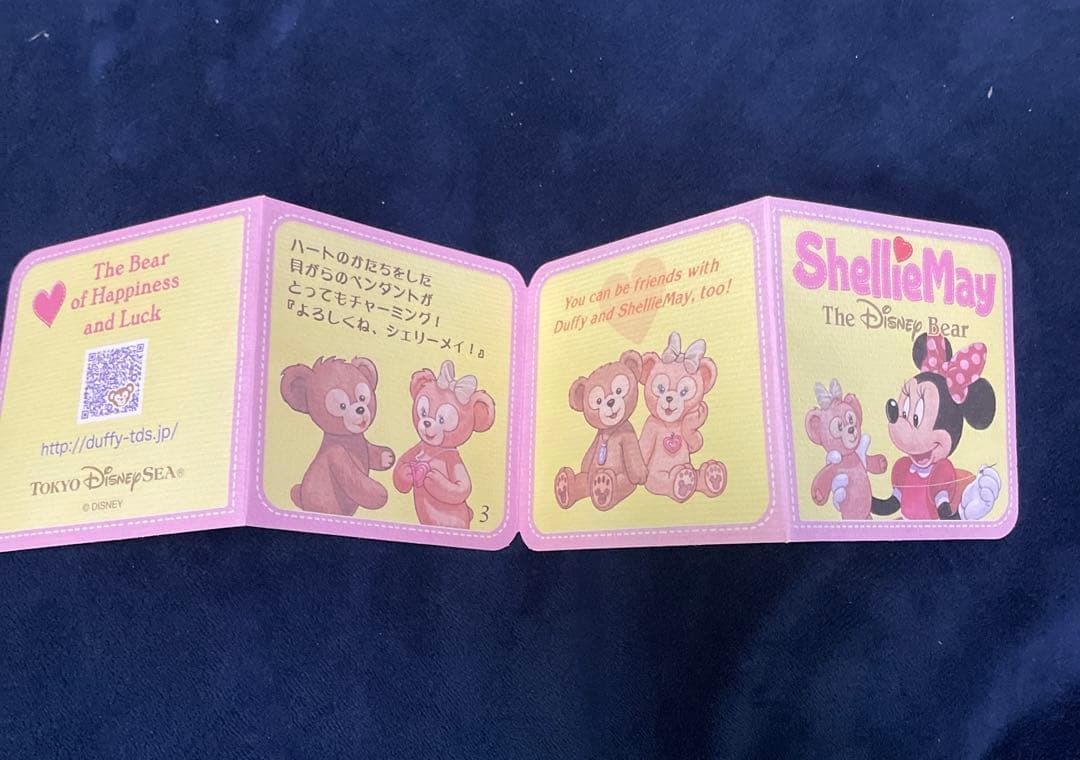 The Bear
of Happiness
and Luck
http://duffy-tds.jp/
TOKYO DISNEY SEA®
© DISNEY
ハートのかたちをした
貝がらのペンダントが
とってもチャーミング!
『よろしくね、シェリーメイ!』
3
You can be friends with
Duffy and ShellieMay, too!
ShellieMay
The Disney Bear